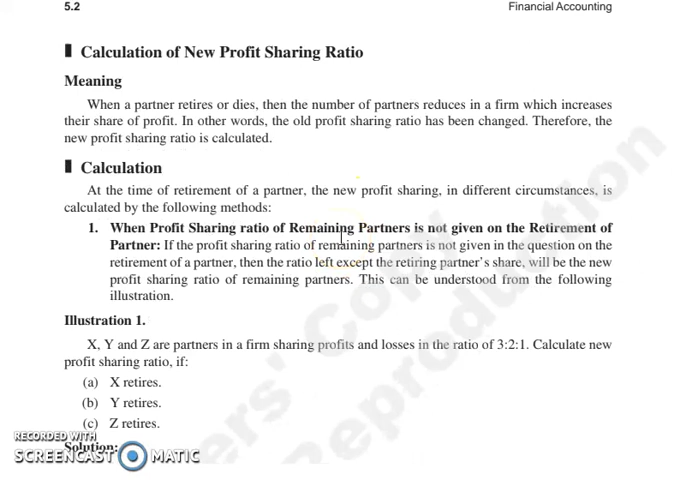 5.2 Financial Accounting
Calculation of New Profit Sharing Ratio
Meaning
When a partner retires or dies, then the number of partners reduces in a firm which increases
their share of profit. In other words, the old profit sharing ratio has been changed. Therefore, the
new profit sharing ratio is calculated.
Calculation
At the time of retirement of a partner, the new profit sharing, in different circumstances, is
calculated by the following methods:
1. When Profit Sharing ratio of Remaining Partners is not given on the Retirement of
Partner: If the profit sharing ratio of remaining partners is not given in the question on the
retirement of a partner, then the ratio left except the retiring partner's share, will be the new
profit sharing ratio of remaining partners. This can be understood from the following
illustration.
Illustration 1.
X, Y and Z are partners in a firm sharing profits and losses in the ratio of 3:2:1. Calculate new
profit sharing ratio, if:
(a) X retires.
(b) Y retires.
(c) Z retires.
Solution:
RECORDED WITH
SCREENCAST MATIC
ers' Copy
Reproduction